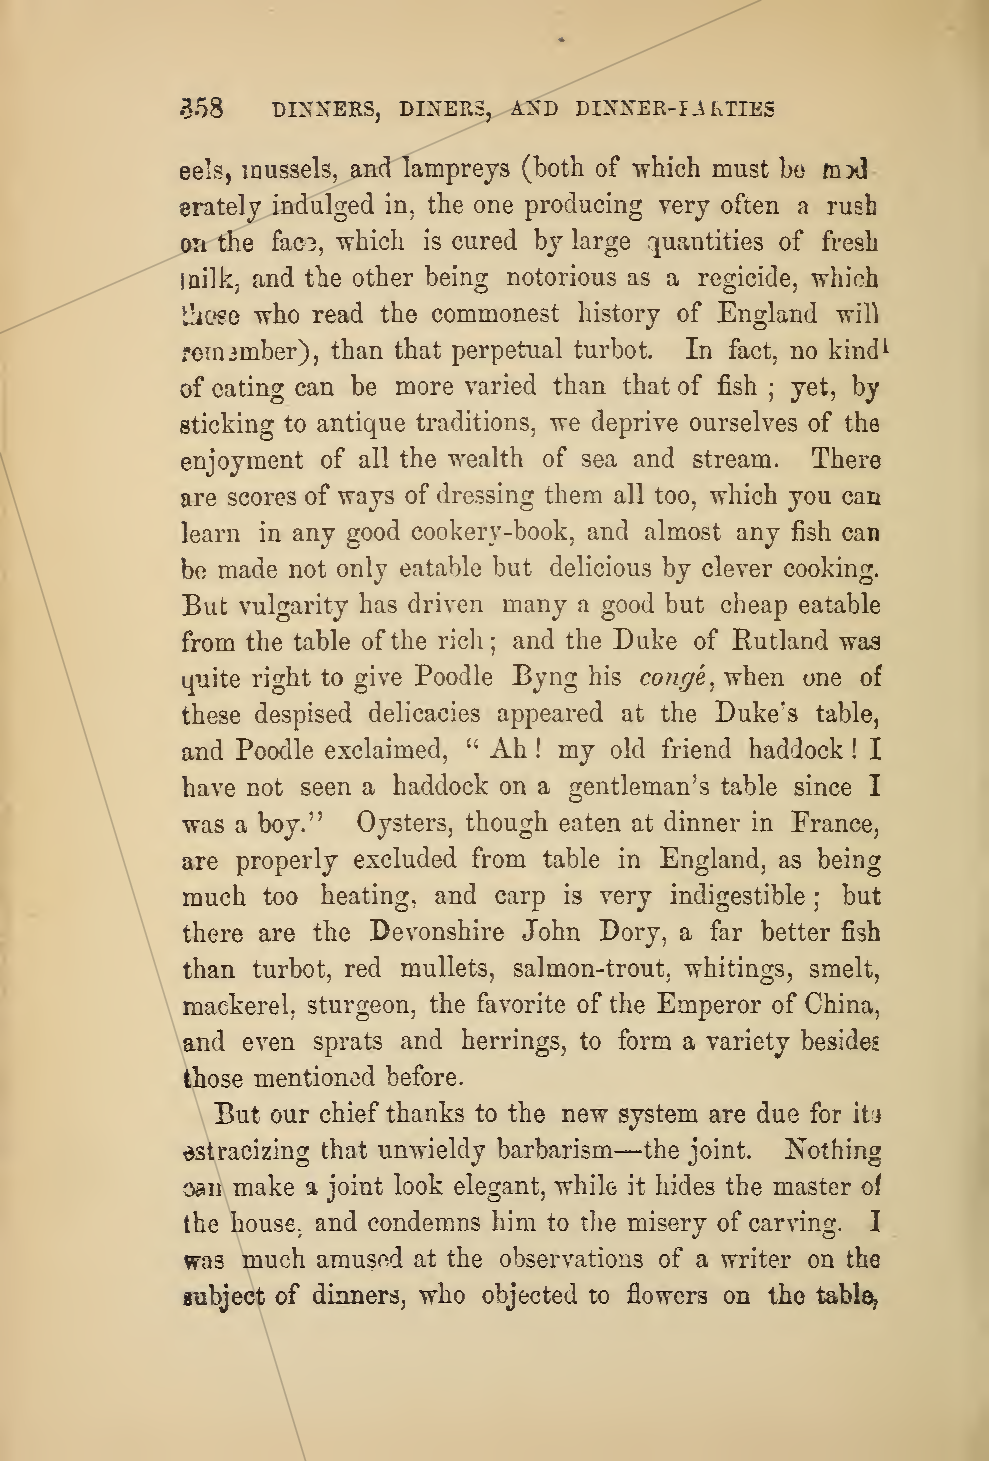 358 DINNERS, DINERS, AND DINNER-PARTIES
eels, mussels, and lampreys (both of which must be mod-
erately indulged in, the one producing very often a rush
on the face, which is cured by large quantities of fresh
milk, and the other being notorious as a regicide, which
those who read the commonest history of England will
remember), than that perpetual turbot. In fact, no kind
of eating can be more varied than that of fish ; yet, by
sticking to antique traditions, we deprive ourselves of the
enjoyment of all the wealth of sea and stream. There
are scores of ways of dressing them all too, which you can
learn in any good cookery-book, and almost any fish can
be made not only eatable but delicious by clever cooking.
But vulgarity has driven many a good but cheap eatable
from the table of the rich ; and the Duke of Rutland was
quite right to give Poodle Byng his congé, when one of
these despised delicacies appeared at the Duke's table,
and Poodle exclaimed, “ Ah ! my old friend haddock ! I
have not seen a haddock on a gentleman's table since I
was a boy.” Oysters, though eaten at dinner in France,
are properly excluded from table in England, as being
much too heating, and carp is very indigestible ; but
there are the Devonshire John Dory, a far better fish
than turbot, red mullets, salmon-trout, whitings, smelt,
mackerel, sturgeon, the favorite of the Emperor of China,
and even sprats and herrings, to form a variety besides
those mentioned before.
But our chief thanks to the new system are due for its
ostracizing that unwieldy barbarism—the joint. Nothing
can make a joint look elegant, while it hides the master of
the house, and condemns him to the misery of carving. I
was much amused at the observations of a writer on the
subject of dinners, who objected to flowers on the table,